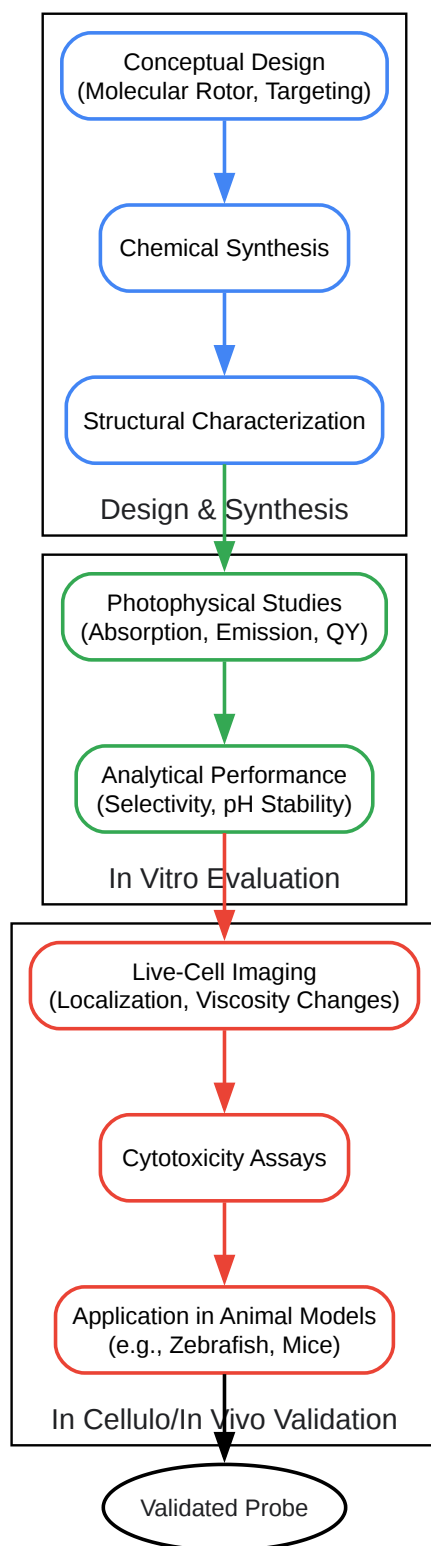 Conceptual Design
(Molecular Rotor, Targeting)
Chemical Synthesis
Structural Characterization
Design & Synthesis
Photophysical Studies
(Absorption, Emission, QY)
Analytical Performance
(Selectivity, pH Stability)
In Vitro Evaluation
Live-Cell Imaging
(Localization, Viscosity Changes)
Cytotoxicity Assays
Application in Animal Models
(e.g., Zebrafish, Mice)
In Cellulo/In Vivo Validation
Validated Probe